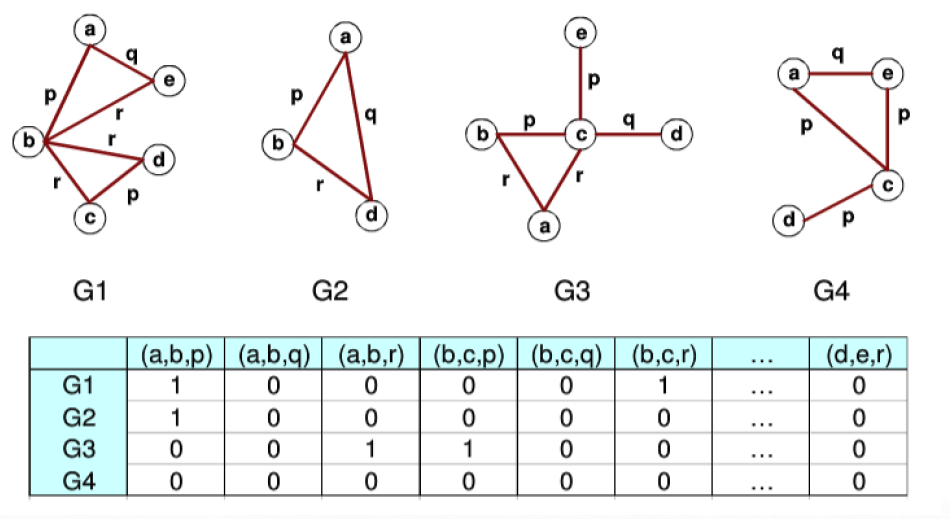 a
q
e
p
r
b
r
d
r
p
c
G1
a
p
q
b
r
d
G2
e
p
b
p
c
q
d
r
r
a
G3
q
a
e
p
p
c
d
p
G4
(a,b,p) (a,b,q) (a,b,r) (b,c,p) (b,c,q) (b,c,r) ... (d,e,r)
G1 1 0 0 0 0 1 ... 0
G2 1 0 0 0 0 0 ... 0
G3 0 0 1 1 0 0 ... 0
G4 0 0 0 0 0 0 ... 0